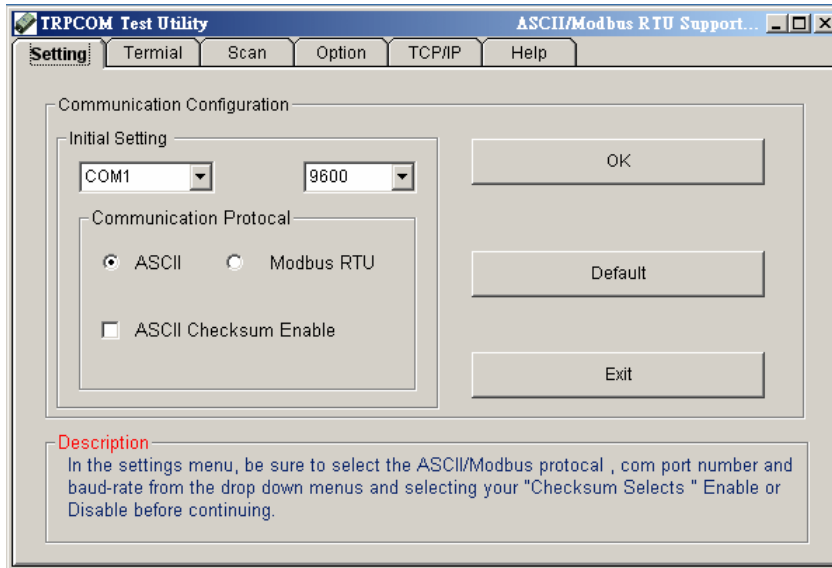 TRPCOM Test Utility ASCII/Modbus RTU Support...
Setting Termial Scan Option TCP/IP Help
Communication Configuration
Initial Setting
COM1 9600
OK
Communication Protocal
ASCII Modbus RTU
Default
ASCII Checksum Enable
Exit
Description
In the settings menu, be sure to select the ASCII/Modbus protocal , com port number and
baud-rate from the drop down menus and selecting your "Checksum Selects " Enable or
Disable before continuing.